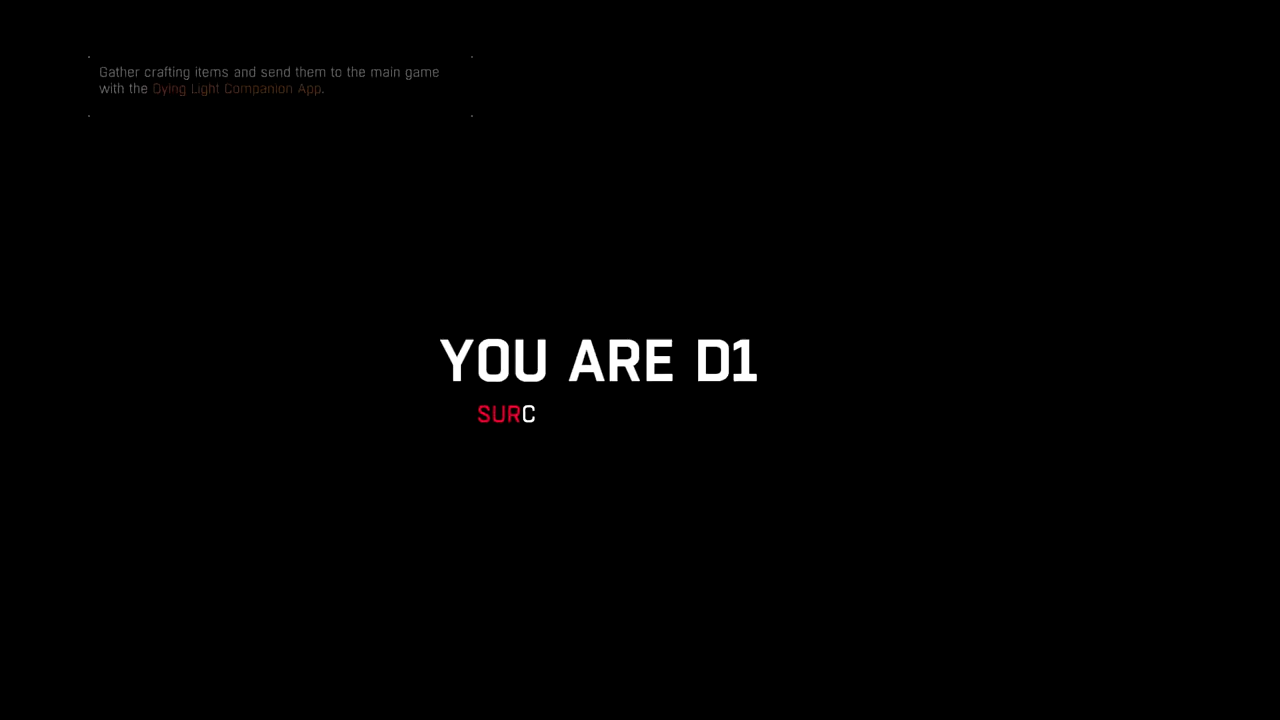 Gather crafting items and send them to the main game
with the Dying Light Companion App.
YOU ARE D1
SURC